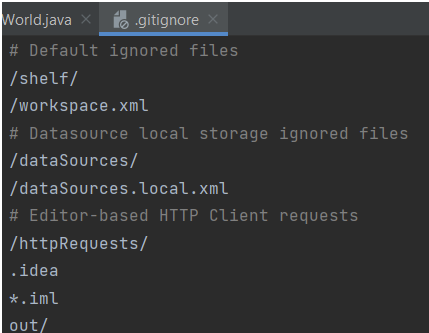 World.java
.gitignore
# Default ignored files
/shelf/
/workspace.xml
# Datasource local storage ignored files
/dataSources/
/dataSources.local.xml
# Editor-based HTTP Client requests
/httpRequests/
.idea
*.iml
out/